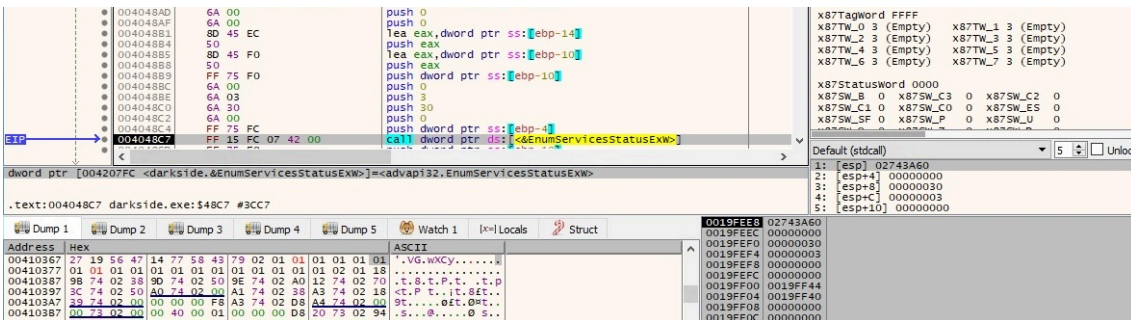 004048AD 6A 00 push 0
004048AF 6A 00 push 0
004048B1 8D 45 EC lea eax,dword ptr ss:[ebp-14]
004048B4 50 push eax
004048B5 8D 45 F0 lea eax,dword ptr ss:[ebp-10]
004048B8 50 push eax
004048B9 FF 75 F0 push dword ptr ss:[ebp-10]
004048BC 6A 00 push 0
004048BE 6A 03 push 3
004048C0 6A 30 push 30
004048C2 6A 00 push 0
004048C4 FF 75 FC push dword ptr ss:[ebp-4]
EIP 004048C7 FF 15 FC 07 42 00 call dword ptr ds:[<&EnumServicesStatusExW>]
dword ptr [004207FC <darkside.&EnumServicesStatusExW>]=<advapi32.EnumServicesStatusExW>
.text:004048C7 darkside.exe:$48C7 #3CC7
x87TagWord FFFF
x87TW_0 3 (Empty) x87TW_1 3 (Empty)
x87TW_2 3 (Empty) x87TW_3 3 (Empty)
x87TW_4 3 (Empty) x87TW_5 3 (Empty)
x87TW_6 3 (Empty) x87TW_7 3 (Empty)
x87StatusWord 0000
x87SW_B 0 x87SW_C3 0 x87SW_C2 0
x87SW_C1 0 x87SW_C0 0 x87SW_ES 0
x87SW_SF 0 x87SW_P 0 x87SW_U 0
Default (stdcall) 5 Unloc
1: [esp] 02743A60
2: [esp+4] 00000000
3: [esp+8] 00000030
4: [esp+C] 00000003
5: [esp+10] 00000000
Dump 1 Dump 2 Dump 3 Dump 4 Dump 5 Watch 1 [x=] Locals Struct
Address Hex ASCII
00410367 27 19 56 47 14 77 58 43 79 02 01 01 01 01 01 01 '.VG.wXCy.......
00410377 01 01 01 01 01 01 01 01 01 01 01 01 01 02 01 18 ................
00410387 9B 74 02 38 9D 74 02 50 9E 74 02 A0 12 74 02 70 .t.8.t.P.t. .t.p
00410397 3C 74 02 50 A0 74 02 00 A1 74 02 38 A3 74 02 18
004103A7 39 74 02 00 00 00 F8 A3 74 02 D8 A4 74 02 00
004103B7 00 73 02 00 00 40 00 01 00 00 00 D8 20 73 02 94 .s...@.....Ø s..
0019FEE8 02743A60
0019FEEC 00000000
0019FEF0 00000030
0019FEF4 00000003
0019FEF8 00000000
0019FEFC 00000000
0019FF00 0019FF44
0019FF04 0019FF40
0019FF08 00000000
0019FF0C 00000000